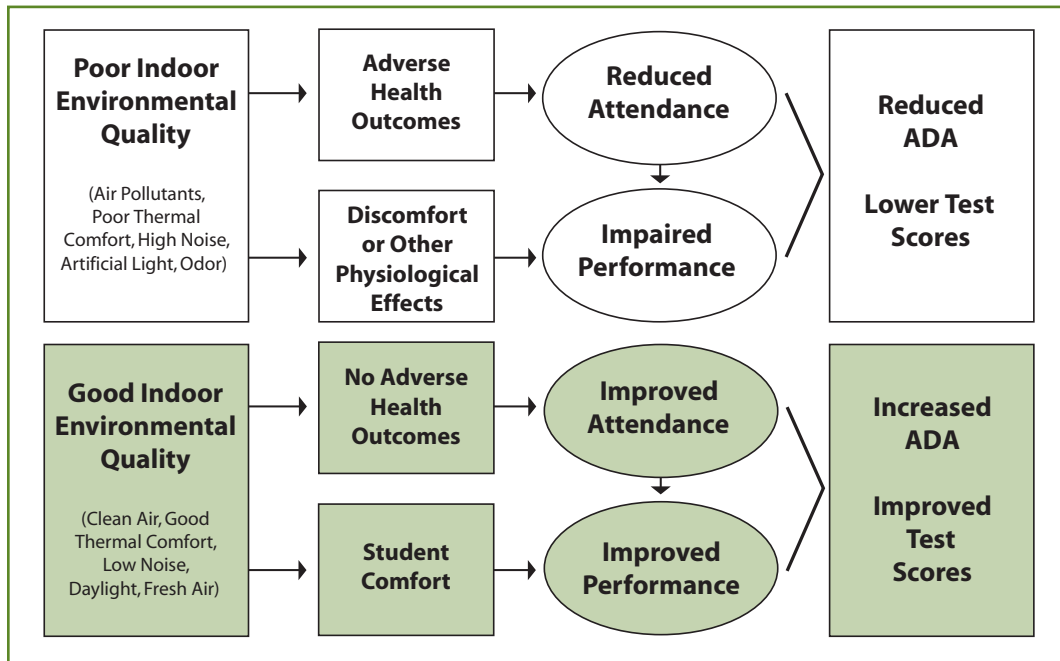 Poor Indoor
Environmental
Quality
(Air Pollutants,
Poor Thermal
Comfort, High Noise,
Artificial Light, Odor)
Adverse
Health
Outcomes
Discomfort
or Other
Physiological
Effects
Reduced
Attendance
Impaired
Performance
Reduced
ADA
Lower Test
Scores
Good Indoor
Environmental
Quality
(Clean Air, Good
Thermal Comfort,
Low Noise,
Daylight, Fresh Air)
No Adverse
Health
Outcomes
Student
Comfort
Improved
Attendance
Improved
Performance
Increased
ADA
Improved
Test
Scores